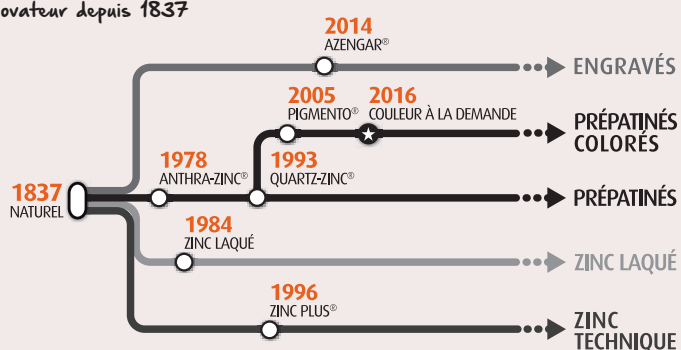 ovateur depuis 1837
2014
AZENGAR®
ENGRAVÉS
2005 2016
PIGMENTO® COULEUR À LA DEMANDE
PRÉPATINÉS
COLORÉS
1978 1993
ANTHRA-ZINC® QUARTZ-ZINC®
1837
NATUREL
PRÉPATINÉS
1984
ZINC LAQUÉ
ZINC LAQUÉ
1996
ZINC PLUS®
ZINC
TECHNIQUE